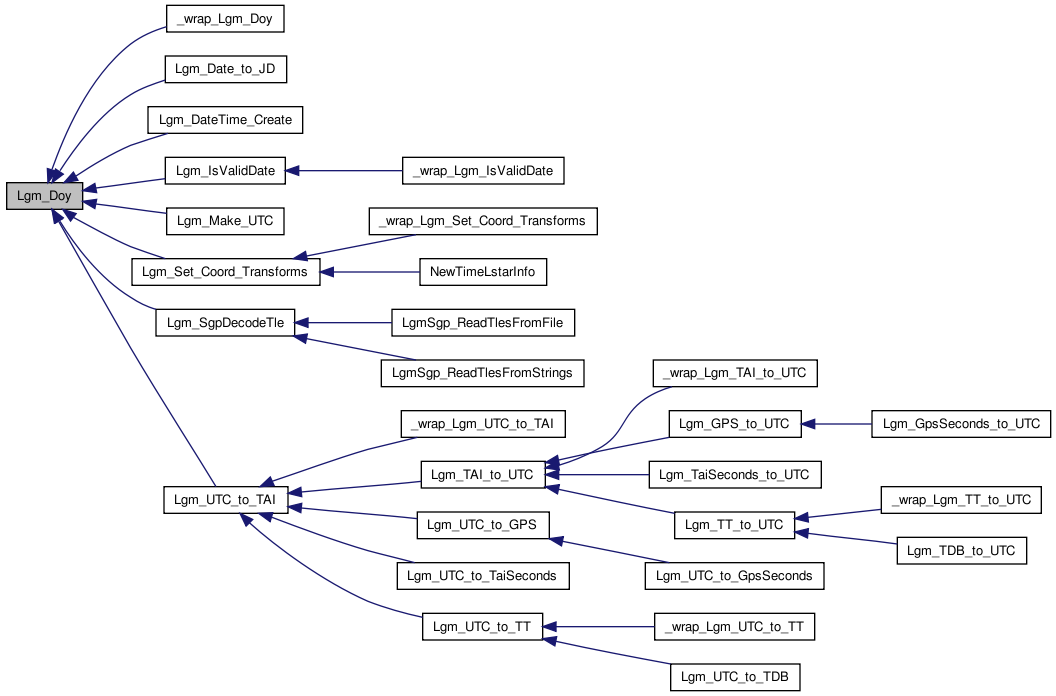 _wrap_Lgm_Doy
Lgm_Date_to_JD
Lgm_DateTime_Create
Lgm_IsValidDate
_wrap_Lgm_IsValidDate
Lgm_Doy
Lgm_Make_UTC
_wrap_Lgm_Set_Coord_Transforms
Lgm_Set_Coord_Transforms
NewTimeLstarInfo
Lgm_SgpDecodeTle
LgmSgp_ReadTlesFromFile
LgmSgp_ReadTlesFromStrings
_wrap_Lgm_TAI_to_UTC
_wrap_Lgm_UTC_to_TAI
Lgm_GPS_to_UTC
Lgm_GpsSeconds_to_UTC
Lgm_TAI_to_UTC
Lgm_TaiSeconds_to_UTC
Lgm_UTC_to_TAI
_wrap_Lgm_TT_to_UTC
Lgm_UTC_to_GPS
Lgm_TT_to_UTC
Lgm_TDB_to_UTC
Lgm_UTC_to_TaiSeconds
Lgm_UTC_to_GpsSeconds
Lgm_UTC_to_TT
_wrap_Lgm_UTC_to_TT
Lgm_UTC_to_TDB